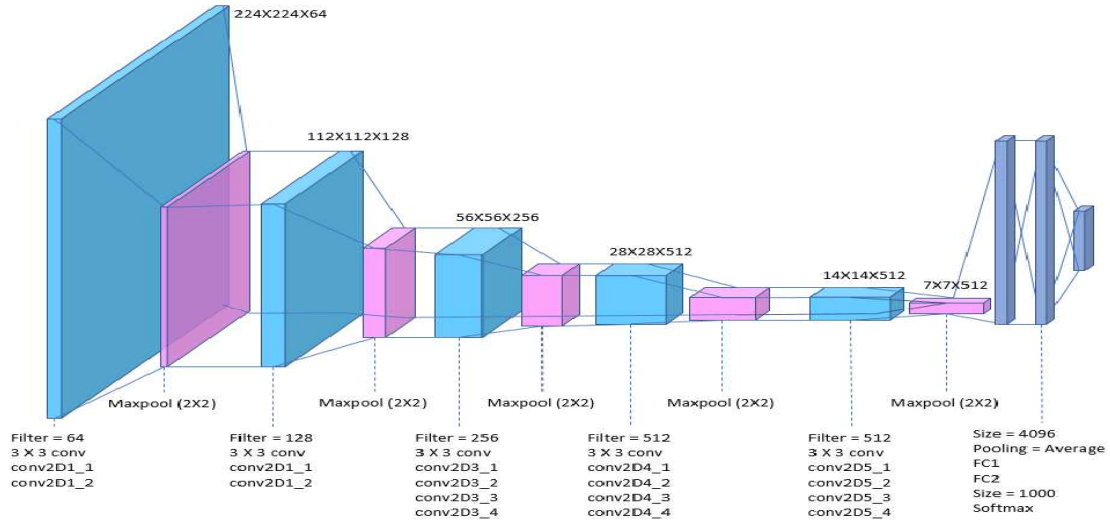 224X224X64
112X112X128
56X56X256
28X28X512
14X14X512
7X7X512
Maxpool (2X2)
Maxpool (2X2)
Maxpool (2X2)
Maxpool (2X2)
Maxpool (2X2)
Filter = 64
3 X 3 conv
conv2D1_1
conv2D1_2
Filter = 128
3 X 3 conv
conv2D1_1
conv2D1_2
Filter = 256
3 X 3 conv
conv2D3_1
conv2D3_2
conv2D3_3
conv2D3_4
Filter = 512
3 X 3 conv
conv2D4_1
conv2D4_2
conv2D4_3
conv2D4_4
Filter = 512
3 X 3 conv
conv2D5_1
conv2D5_2
conv2D5_3
conv2D5_4
Size = 4096
Pooling = Average
FC1
FC2
Size = 1000
Softmax